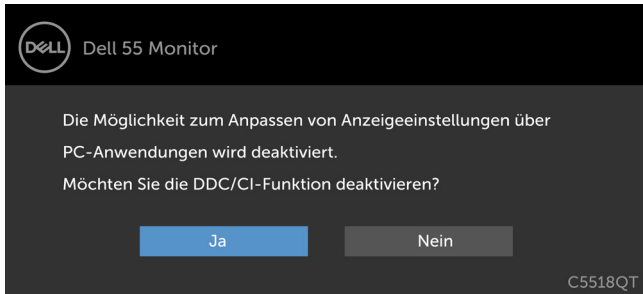 DELL
Dell 55 Monitor
Die Möglichkeit zum Anpassen von Anzeigeeinstellungen über
PC-Anwendungen wird deaktiviert.
Möchten Sie die DDC/CI-Funktion deaktivieren?
Ja
Nein
C5518QT